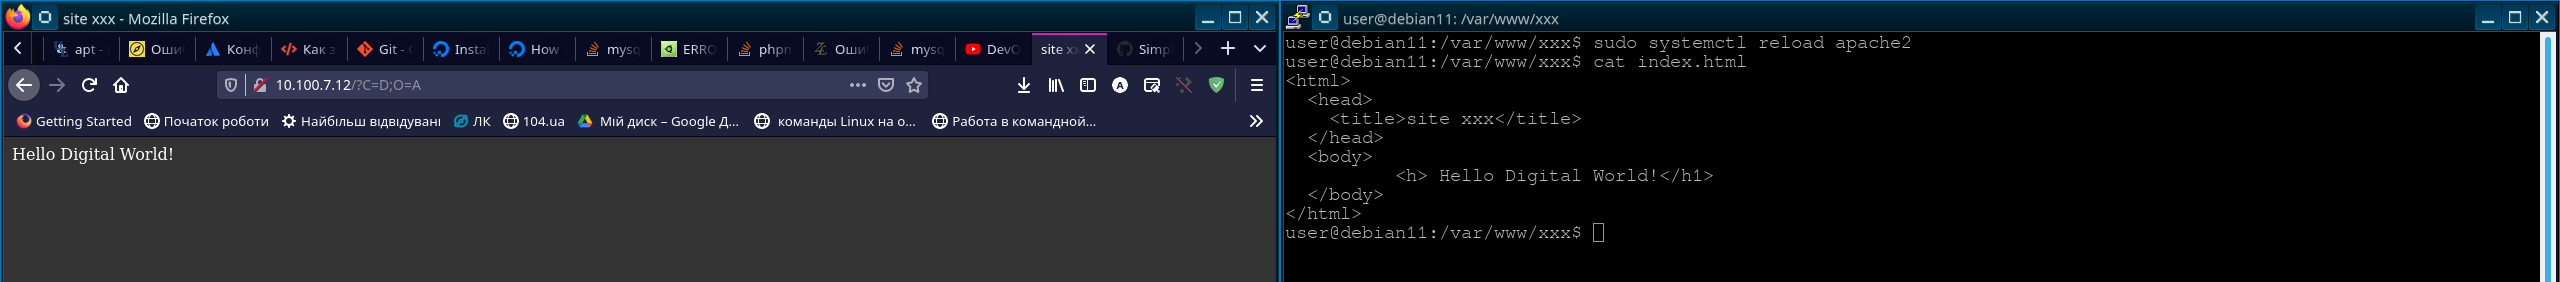 site xxx - Mozilla Firefox
apt - Оши Конф Как з Git - Instal How mysq ERRO phpm Оши mysq DevO site xx Simpl
10.100.7.12/?C=D;O=A
Getting Started Початок роботи Найбільш відвідувані ЛК 104.ua Мій диск – Google Д... команды Linux на о... Работа в командной...
Hello Digital World!
user@debian11: /var/www/xxx
user@debian11:/var/www/xxx$ sudo systemctl reload apache2
user@debian11:/var/www/xxx$ cat index.html
<html>
  <head>
    <title>site xxx</title>
  </head>
  <body>
          <h> Hello Digital World!</h1>
  </body>
</html>
user@debian11:/var/www/xxx$